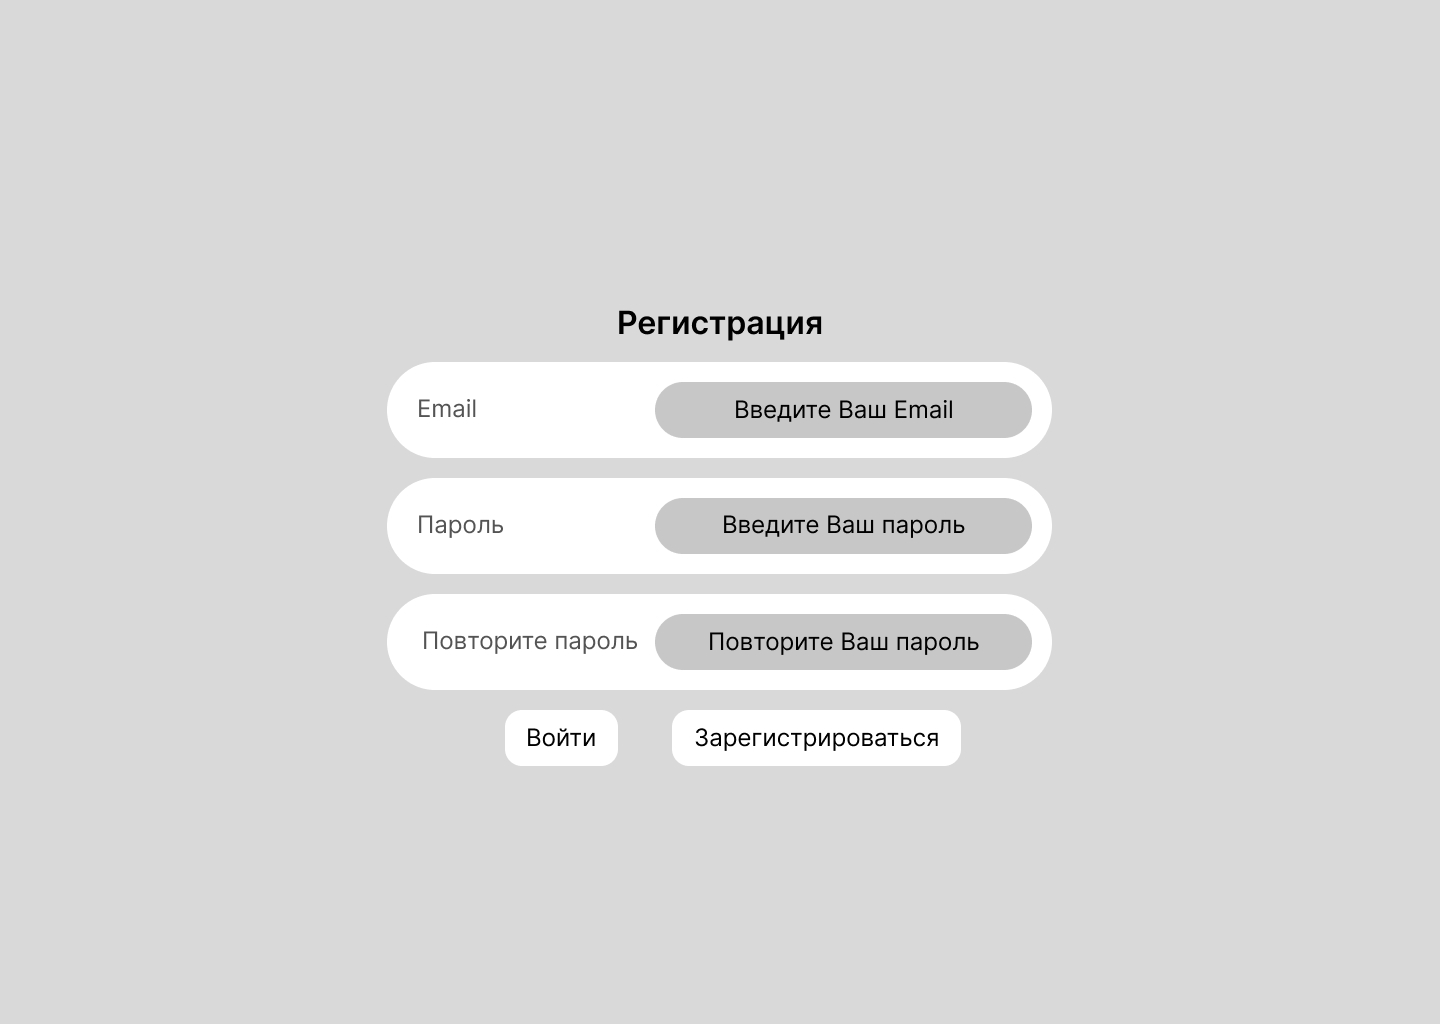 Регистрация
Email
Введите Ваш Email
Пароль
Введите Ваш пароль
Повторите пароль
Повторите Ваш пароль
Войти
Зарегистрироваться